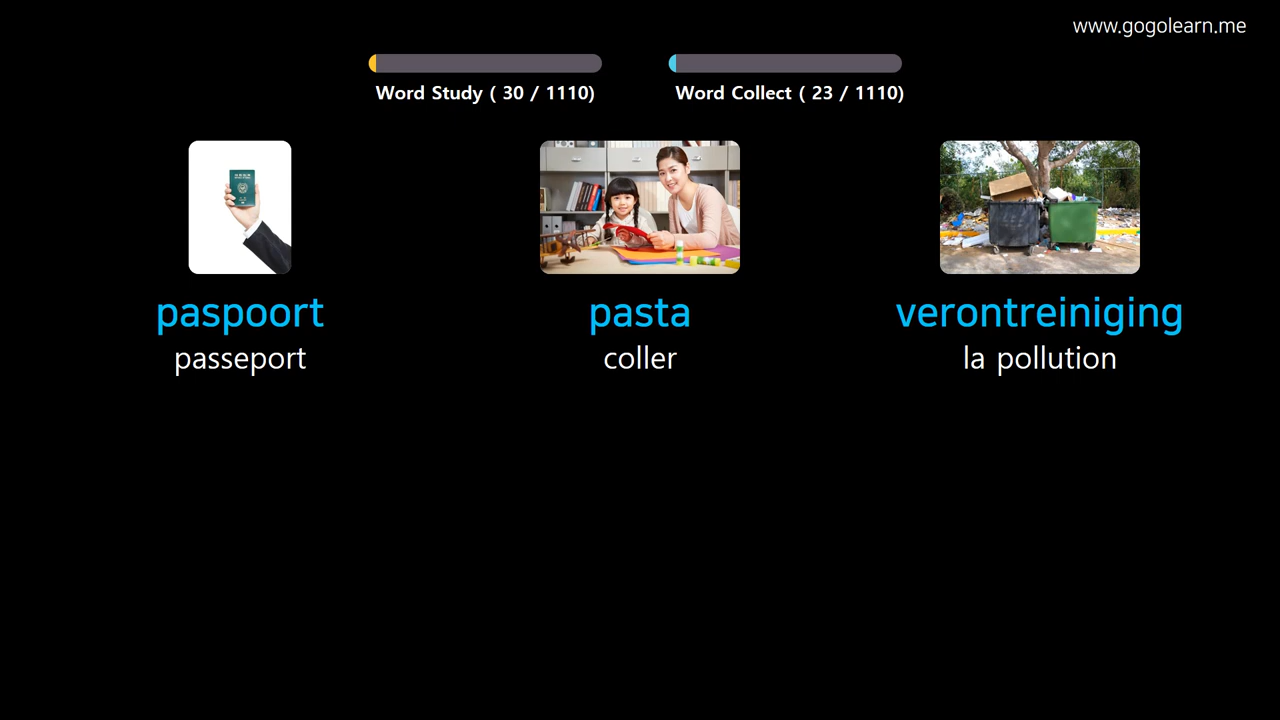 www.gogolearn.me
Word Study ( 30 / 1110)
Word Collect ( 23 / 1110)
paspoort
pasta
verontreiniging
passeport
coller
la pollution